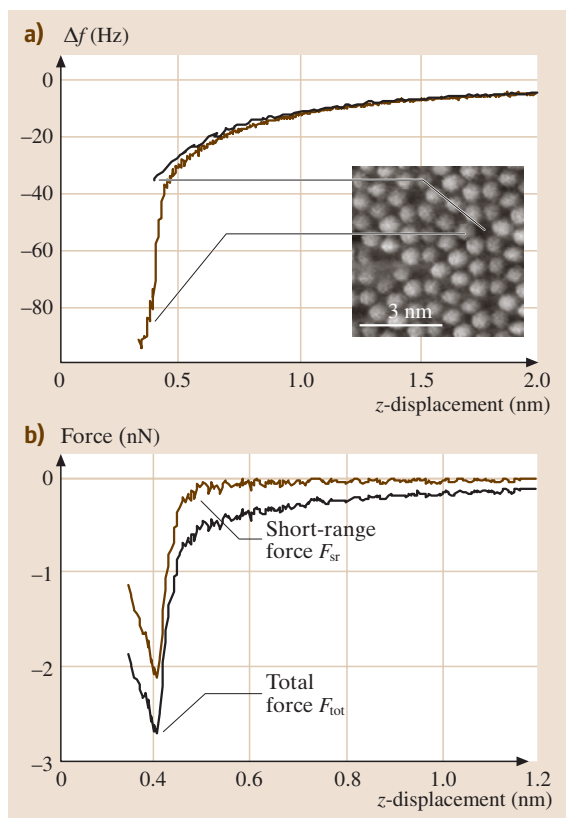 a) Δf (Hz)
0
−20
−40
−60
−80
3 nm
0 0.5 1.0 1.5 2.0
z-displacement (nm)
b) Force (nN)
0
Short-range
force Fsr
−1
−2
Total
force Ftot
−3
0 0.4 0.6 0.8 1.0 1.2
z-displacement (nm)